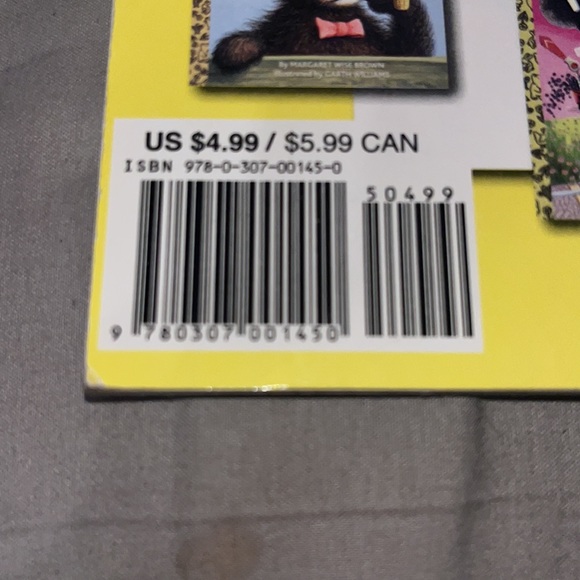 By MARGARET WISE BROWN
Illustrated by GARTH WILLIAMS
US $4.99 / $5.99 CAN
ISBN 978-0-307-00145-0
50499
9 780307 001450